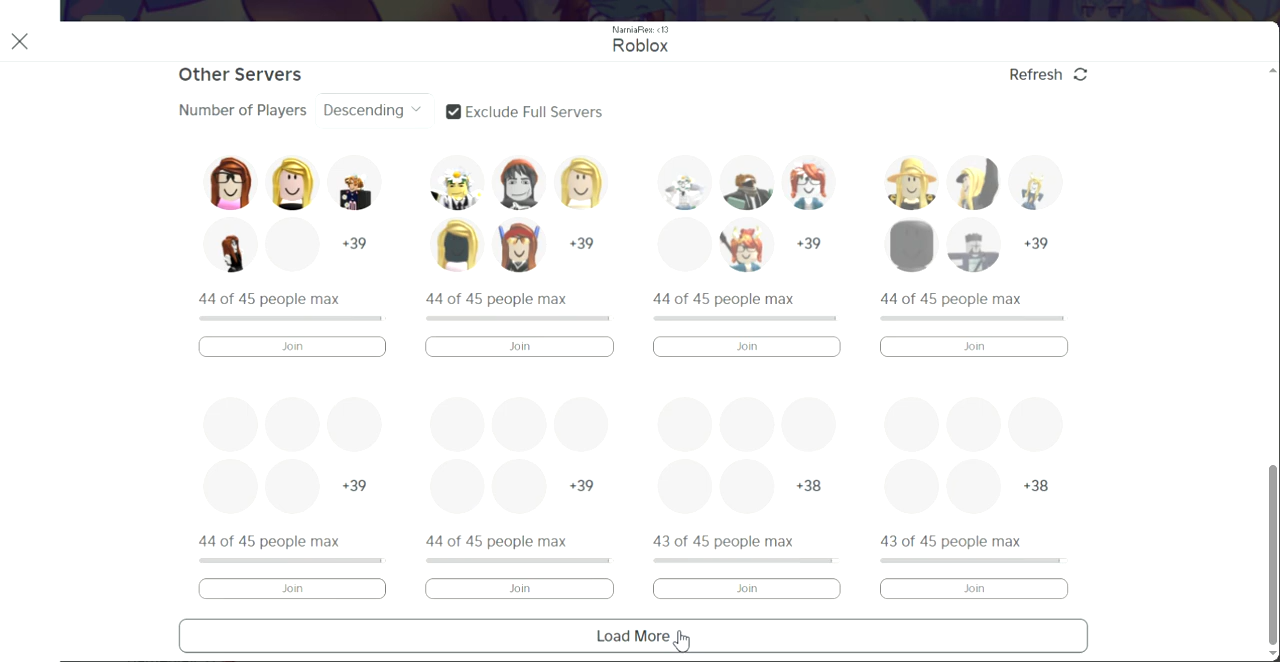 NarniaRex: <13
Roblox
Other Servers
Refresh
Number of Players Descending Exclude Full Servers
+39 +39 +39 +39
44 of 45 people max 44 of 45 people max 44 of 45 people max 44 of 45 people max
Join Join Join Join
+39 +39 +38 +38
44 of 45 people max 44 of 45 people max 43 of 45 people max 43 of 45 people max
Join Join Join Join
Load More